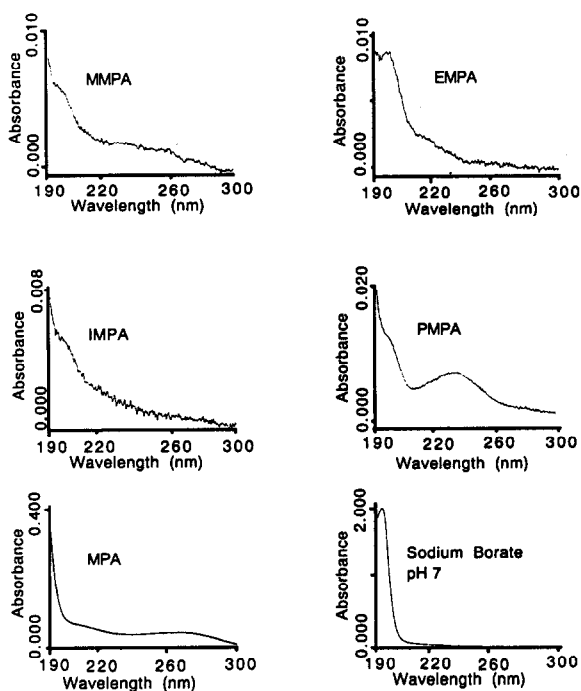 0.010
Absorbance
0.000
MMPA
190 220 260 300
Wavelength (nm)
0.010
Absorbance
0.000
EMPA
190 220 260 300
Wavelength (nm)
0.008
Absorbance
0.000
IMPA
190 220 260 300
Wavelength (nm)
0.020
Absorbance
0.000
PMPA
190 220 260 300
Wavelength (nm)
0.400
Absorbance
0.000
MPA
190 220 260 300
Wavelength (nm)
2.000
Absorbance
0.000
Sodium Borate
pH 7
190 220 260 300
Wavelength (nm)